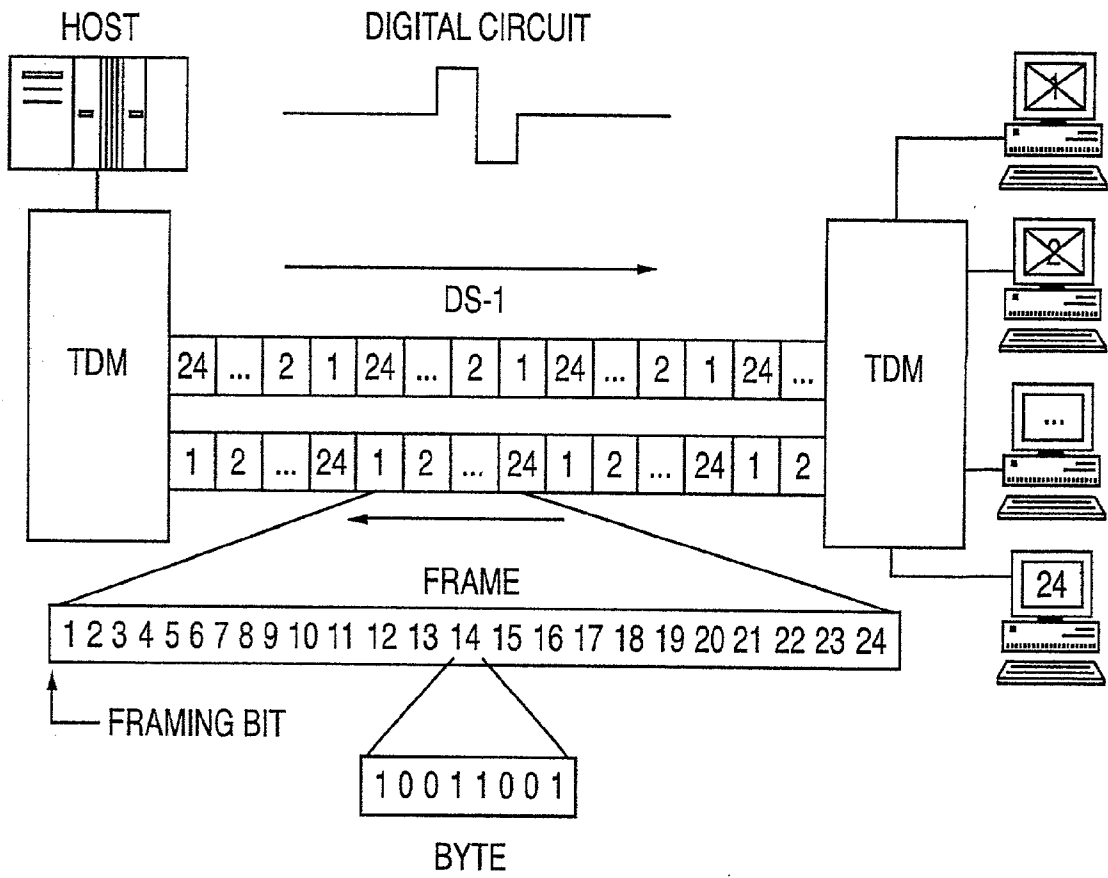 HOST
DIGITAL CIRCUIT
1
2
DS-1
TDM
24 ... 2 1 24 ... 2 1 24 ... 2 1 24 ...
TDM
...
1 2 ... 24 1 2 ... 24 1 2 ... 24 1 2
24
FRAME
1 2 3 4 5 6 7 8 9 10 11 12 13 14 15 16 17 18 19 20 21 22 23 24
FRAMING BIT
1 0 0 1 1 0 0 1
BYTE